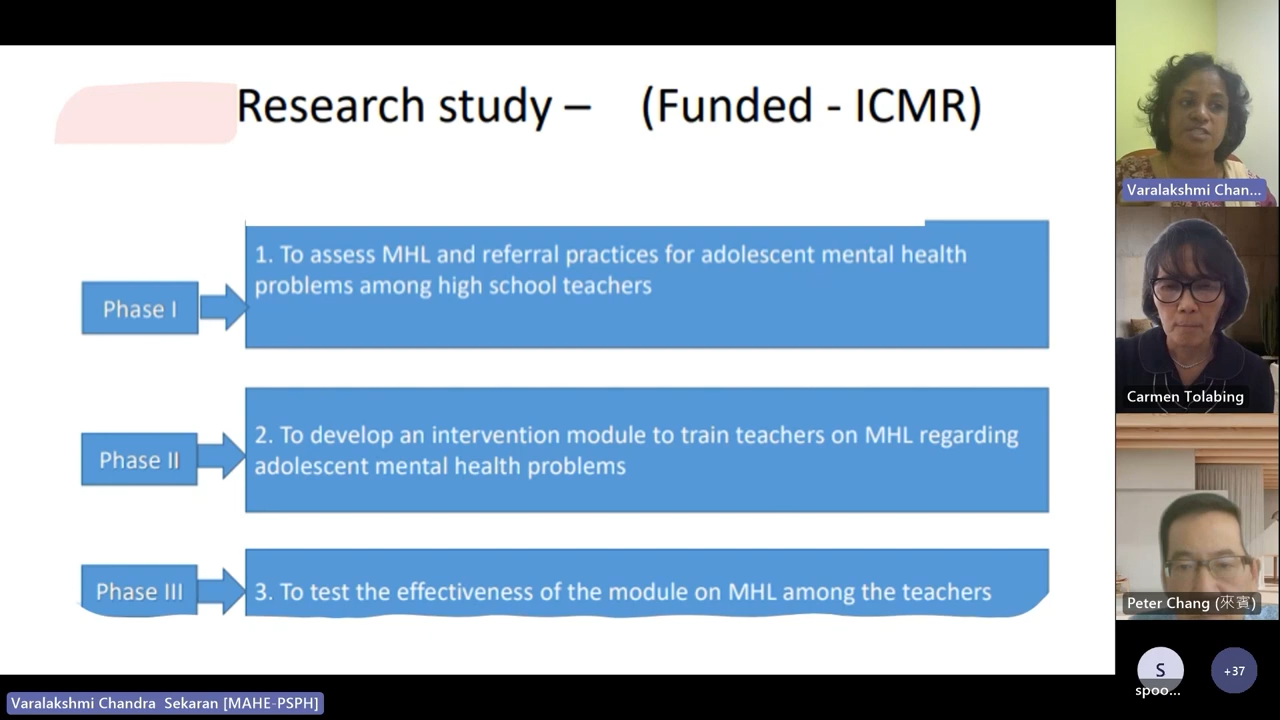 Research study – (Funded - ICMR)
Phase I
1. To assess MHL and referral practices for adolescent mental health
problems among high school teachers
Phase II
2. To develop an intervention module to train teachers on MHL regarding
adolescent mental health problems
Phase III
3. To test the effectiveness of the module on MHL among the teachers
Varalakshmi Chan...
Carmen Tolabing
Peter Chang (來賓)
S
spoo...
+37
Varalakshmi Chandra Sekaran [MAHE-PSPH]